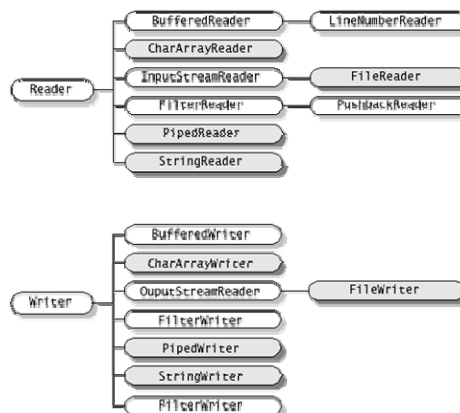 BufferedReader LineNumberReader
CharArrayReader
InputStreamReader FileReader
Reader
FilterReader PushbackReader
PipedReader
StringReader
BufferedWriter
CharArrayWriter
OuputStreamReader FileWriter
Writer
FilterWriter
PipedWriter
StringWriter
FilterWriter